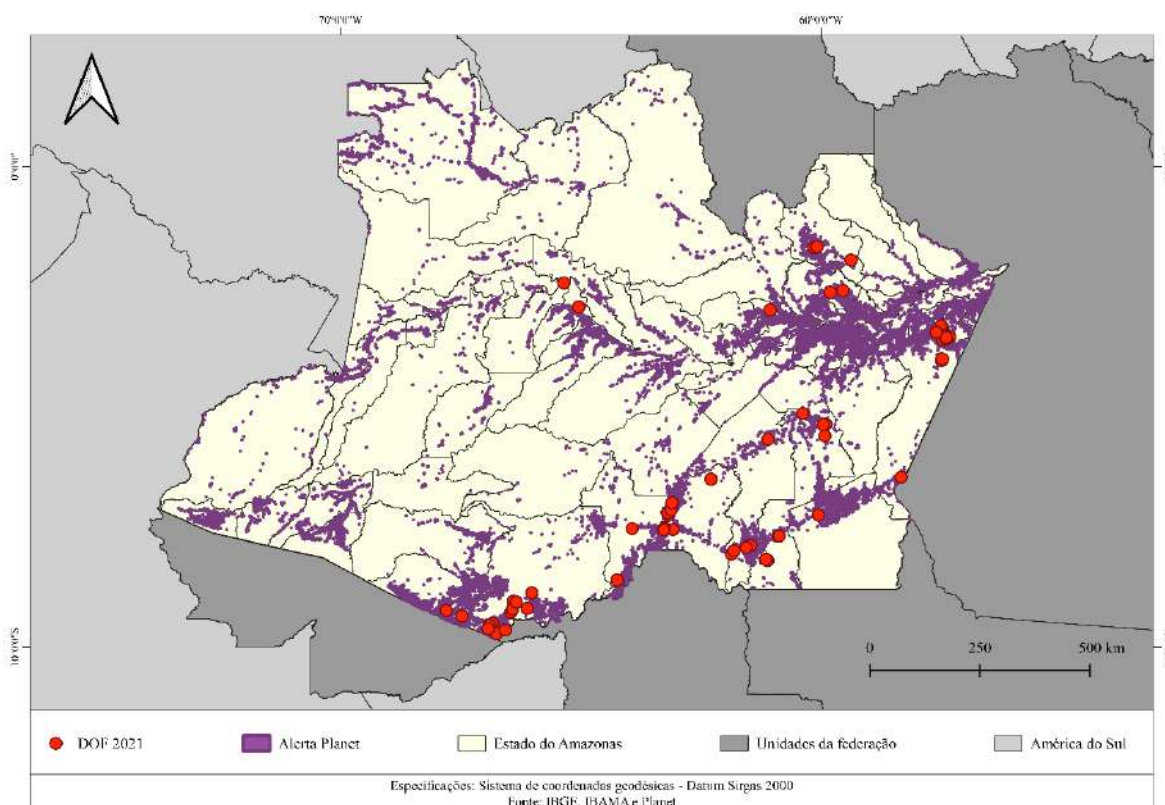 70°0'0"W 60°0'0"W
0°0'0"
10°0'0"S
0 250 500 km
DOF 2021 Alerta Planet Estado do Amazonas Unidades da federação América do Sul
Especificações: Sistema de coordenadas geodésicas - Datum Sirgas 2000
Fonte: IBGE, IBAMA e Planet